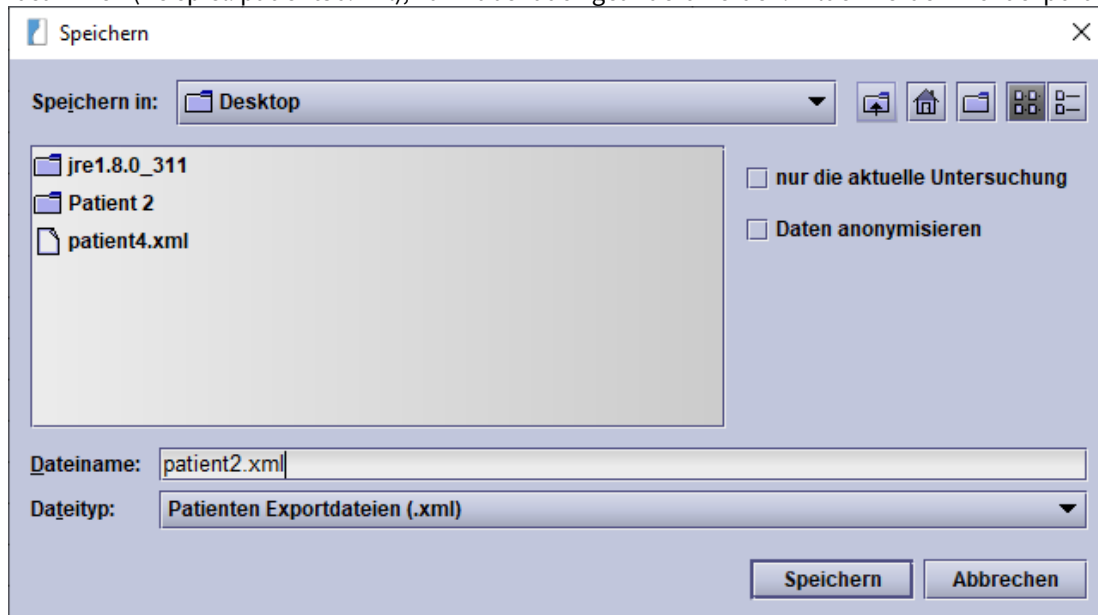 Speichern
Speichern in: Desktop
jre1.8.0_311
Patient 2
patient4.xml
nur die aktuelle Untersuchung
Daten anonymisieren
Dateiname: patient2.xml
Dateityp: Patienten Exportdateien (.xml)
Speichern Abbrechen